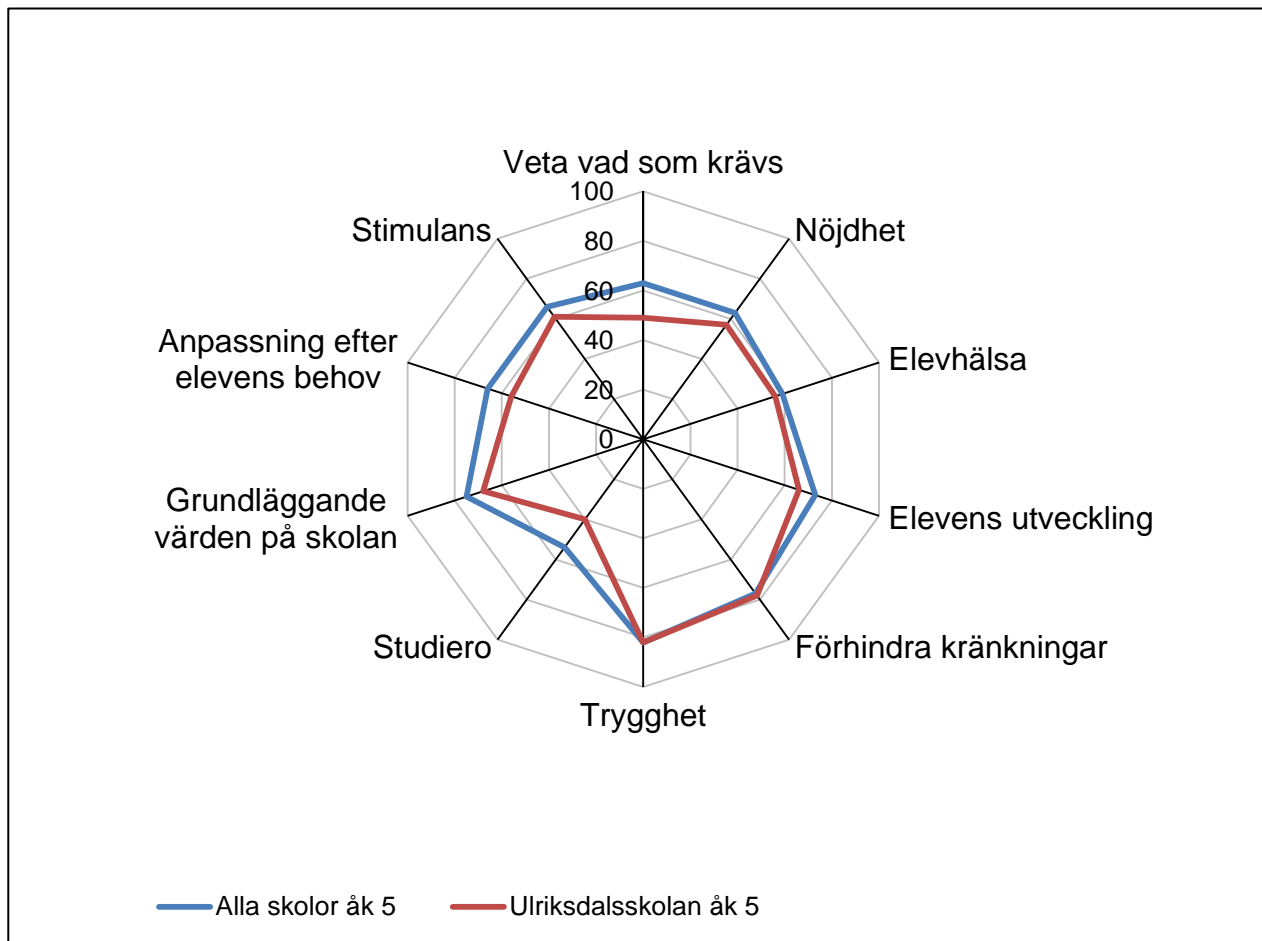 Veta vad som krävs
100
80
60
40
20
0
Nöjdhet
Elevhälsa
Elevens utveckling
Förhindra kränkningar
Trygghet
Studiero
Grundläggande
värden på skolan
Anpassning efter
elevens behov
Stimulans
Alla skolor åk 5
Ulriksdalsskolan åk 5